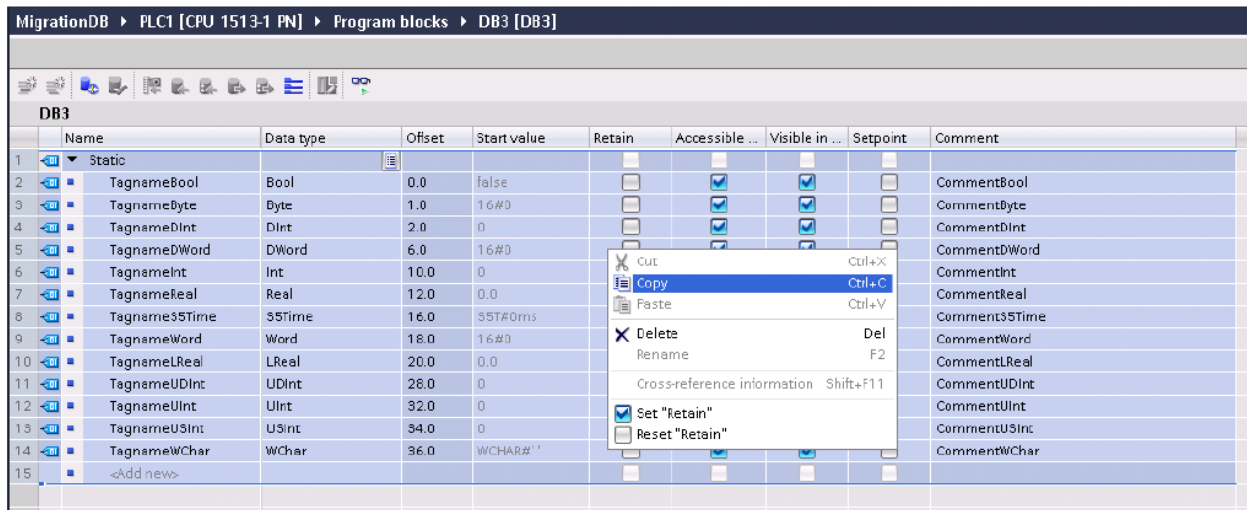 MigrationDB ▸ PLC1 [CPU 1513-1 PN] ▸ Program blocks ▸ DB3 [DB3]
DB3
Name Data type Offset Start value Retain Accessible ... Visible in ... Setpoint Comment
1 Static
2 TagnameBool Bool 0.0 false CommentBool
3 TagnameByte Byte 1.0 16#0 CommentByte
4 TagnameDInt DInt 2.0 0 CommentDInt
5 TagnameDWord DWord 6.0 16#0 CommentDWord
6 TagnameInt Int 10.0 0 CommentInt
7 TagnameReal Real 12.0 0.0 CommentReal
8 TagnameS5Time S5Time 16.0 S5T#0ms CommentS5Time
9 TagnameWord Word 18.0 16#0 CommentWord
10 TagnameLReal LReal 20.0 0.0 CommentLReal
11 TagnameUDInt UDInt 28.0 0 CommentUDInt
12 TagnameUInt UInt 32.0 0 CommentUInt
13 TagnameUSInt USInt 34.0 0 CommentUSInt
14 TagnameWChar WChar 36.0 WCHAR#' ' CommentWChar
15 <Add new>
Cut Ctrl+X
Copy Ctrl+C
Paste Ctrl+V
Delete Del
Rename F2
Cross-reference information Shift+F11
Set "Retain"
Reset "Retain"